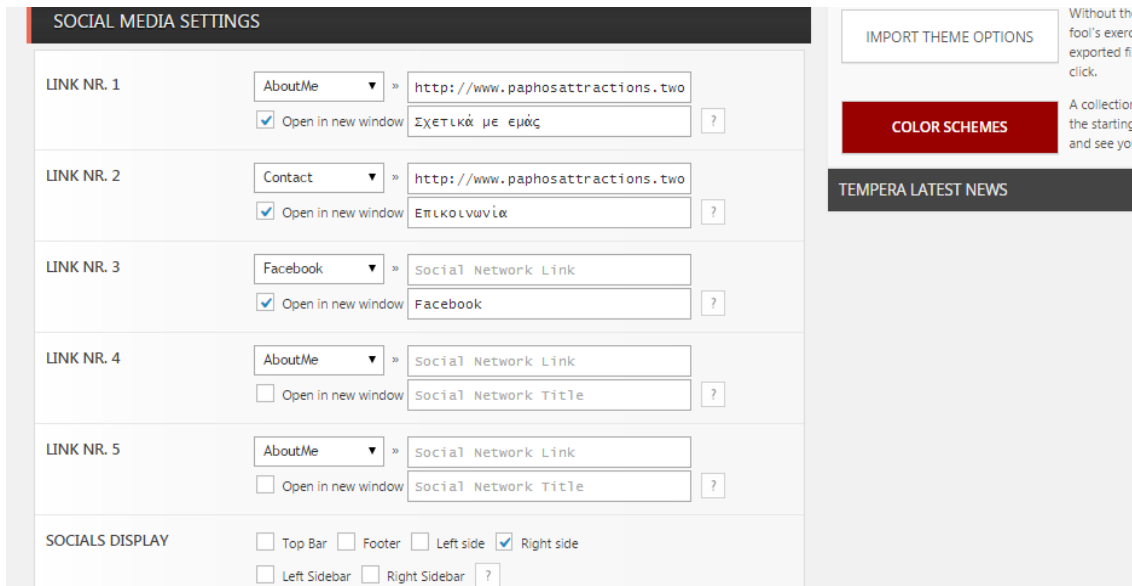 SOCIAL MEDIA SETTINGS
LINK NR. 1
AboutMe ▼ » http://www.paphosattractions.two
Open in new window Σχετικά με εμάς ?
LINK NR. 2
Contact ▼ » http://www.paphosattractions.two
Open in new window Επικοινωνία ?
LINK NR. 3
Facebook ▼ » Social Network Link
Open in new window Facebook ?
LINK NR. 4
AboutMe ▼ » Social Network Link
Open in new window Social Network Title ?
LINK NR. 5
AboutMe ▼ » Social Network Link
Open in new window Social Network Title ?
SOCIALS DISPLAY
Top Bar Footer Left side Right side
Left Sidebar Right Sidebar ?
IMPORT THEME OPTIONS
Without
fool's
exported
click.
COLOR SCHEMES
A
the starting
and see
TEMPERA LATEST NEWS